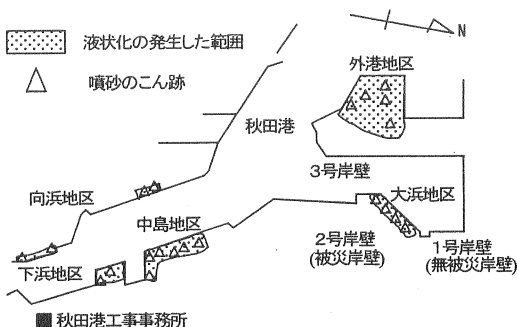 液状化の発生した範囲
噴砂のこん跡
N
外港地区
秋田港
3号岸壁
大浜地区
向浜地区
中島地区
2号岸壁
(被災岸壁)
1号岸壁
(無被災岸壁)
下浜地区
秋田港工事事務所